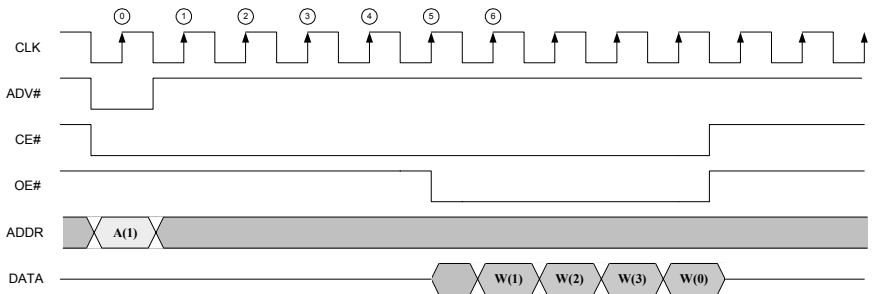 0 1 2 3 4 5 6
CLK
ADV#
CE#
OE#
ADDR A(1)
DATA W(1) W(2) W(3) W(0)